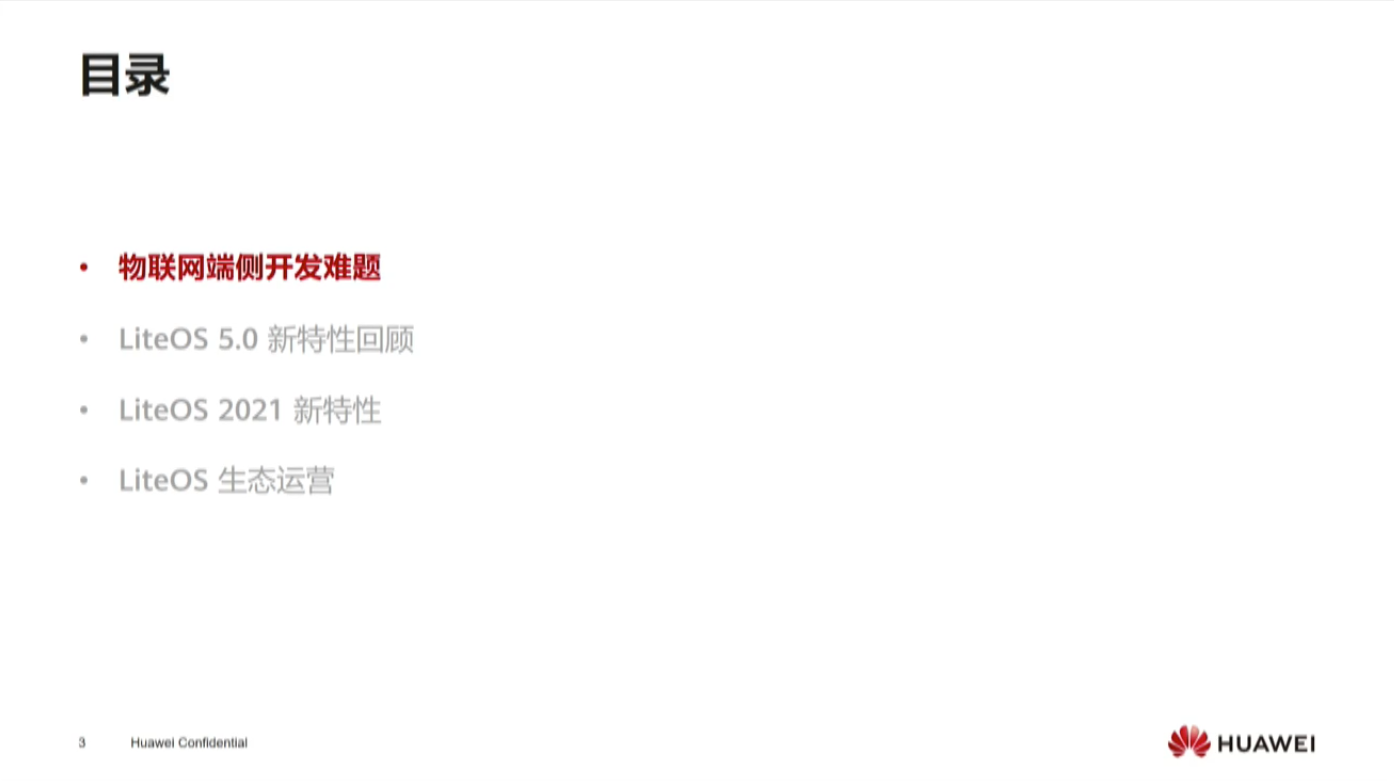 目录
• 物联网端侧开发难题
• LiteOS 5.0 新特性回顾
• LiteOS 2021 新特性
• LiteOS 生态运营
3 Huawei Confidential
HUAWEI